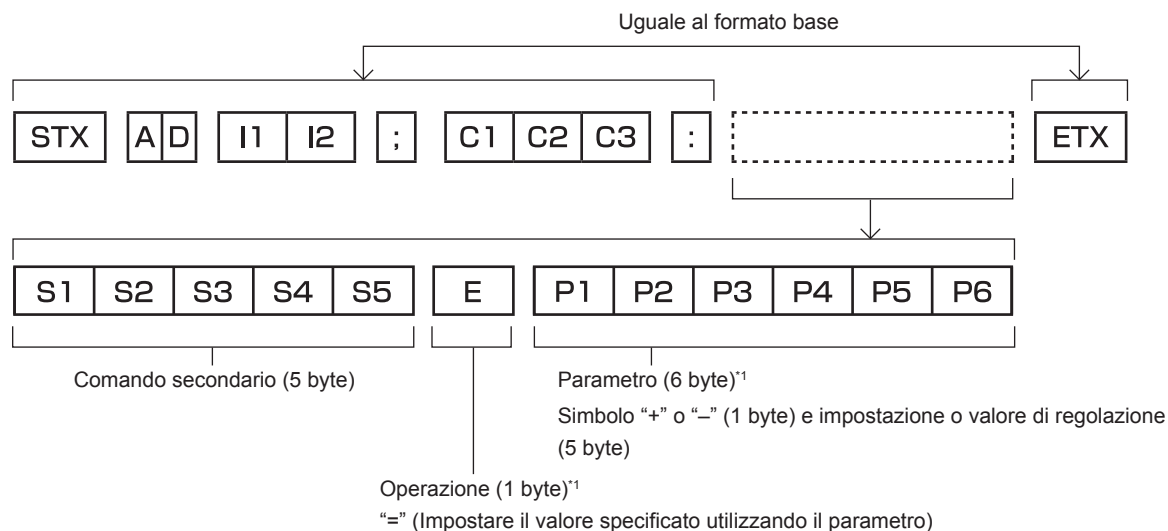 Uguale al formato base
STX A D I1 I2 ; C1 C2 C3 : ETX
S1 S2 S3 S4 S5 E P1 P2 P3 P4 P5 P6
Comando secondario (5 byte)
Parametro (6 byte)*1
Simbolo “+” o “–” (1 byte) e impostazione o valore di regolazione
(5 byte)
Operazione (1 byte)*1
“=” (Impostare il valore specificato utilizzando il parametro)